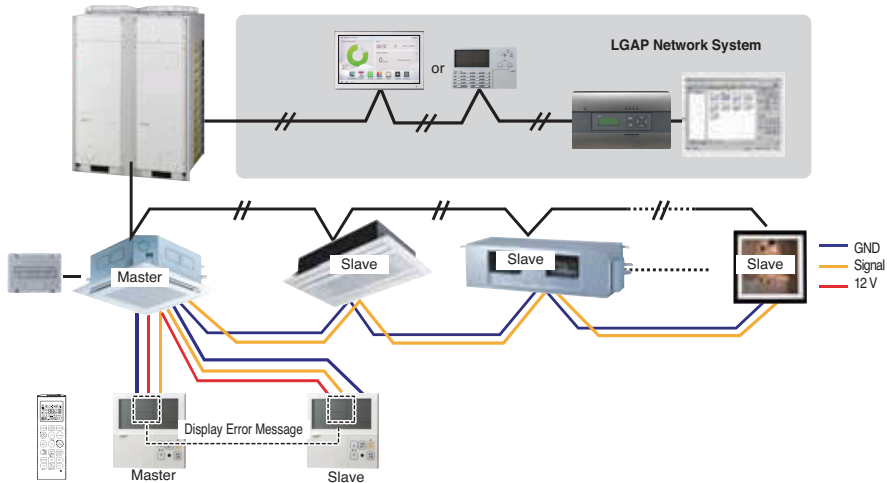 LGAP Network System
or
Master
Slave
Slave
Slave
GND
Signal
12 V
Display Error Message
Master
Slave